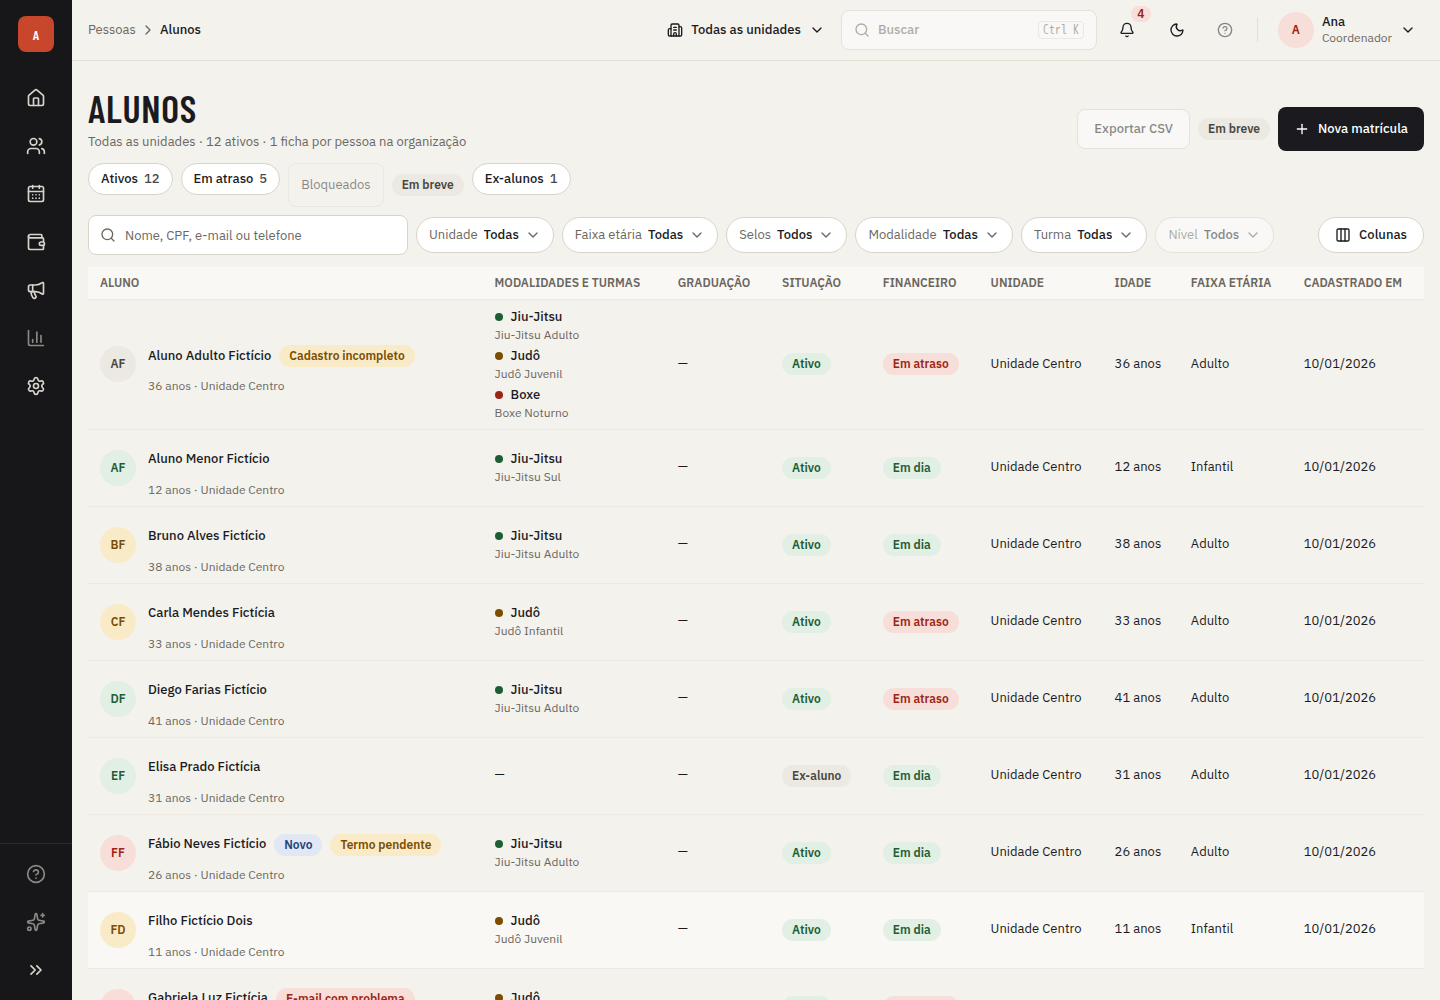 A
Pessoas > Alunos
Todas as unidades
Buscar Ctrl K
4
A
Ana
Coordenador
ALUNOS
Todas as unidades · 12 ativos · 1 ficha por pessoa na organização
Exportar CSV Em breve + Nova matrícula
Ativos 12 Em atraso 5 Bloqueados Em breve Ex-alunos 1
Nome, CPF, e-mail ou telefone Unidade Todas Faixa etária Todas Selos Todos Modalidade Todas Turma Todas Nível Todos Colunas
ALUNO MODALIDADES E TURMAS GRADUAÇÃO SITUAÇÃO FINANCEIRO UNIDADE IDADE FAIXA ETÁRIA CADASTRADO EM
AF Aluno Adulto Fictício Cadastro incompleto
36 anos · Unidade Centro
Jiu-Jitsu
Jiu-Jitsu Adulto
Judô
Judô Juvenil
Boxe
Boxe Noturno
— Ativo Em atraso Unidade Centro 36 anos Adulto 10/01/2026
AF Aluno Menor Fictício
12 anos · Unidade Centro
Jiu-Jitsu
Jiu-Jitsu Sul
— Ativo Em dia Unidade Centro 12 anos Infantil 10/01/2026
BF Bruno Alves Fictício
38 anos · Unidade Centro
Jiu-Jitsu
Jiu-Jitsu Adulto
— Ativo Em dia Unidade Centro 38 anos Adulto 10/01/2026
CF Carla Mendes Fictícia
33 anos · Unidade Centro
Judô
Judô Infantil
— Ativo Em atraso Unidade Centro 33 anos Adulto 10/01/2026
DF Diego Farias Fictício
41 anos · Unidade Centro
Jiu-Jitsu
Jiu-Jitsu Adulto
— Ativo Em atraso Unidade Centro 41 anos Adulto 10/01/2026
EF Elisa Prado Fictícia
31 anos · Unidade Centro
— — Ex-aluno Em dia Unidade Centro 31 anos Adulto 10/01/2026
FF Fábio Neves Fictício Novo Termo pendente
26 anos · Unidade Centro
Jiu-Jitsu
Jiu-Jitsu Adulto
— Ativo Em dia Unidade Centro 26 anos Adulto 10/01/2026
FD Filho Fictício Dois
11 anos · Unidade Centro
Judô
Judô Juvenil
— Ativo Em dia Unidade Centro 11 anos Infantil 10/01/2026
Gabriela Luz Fictícia E-mail com problema
Judô